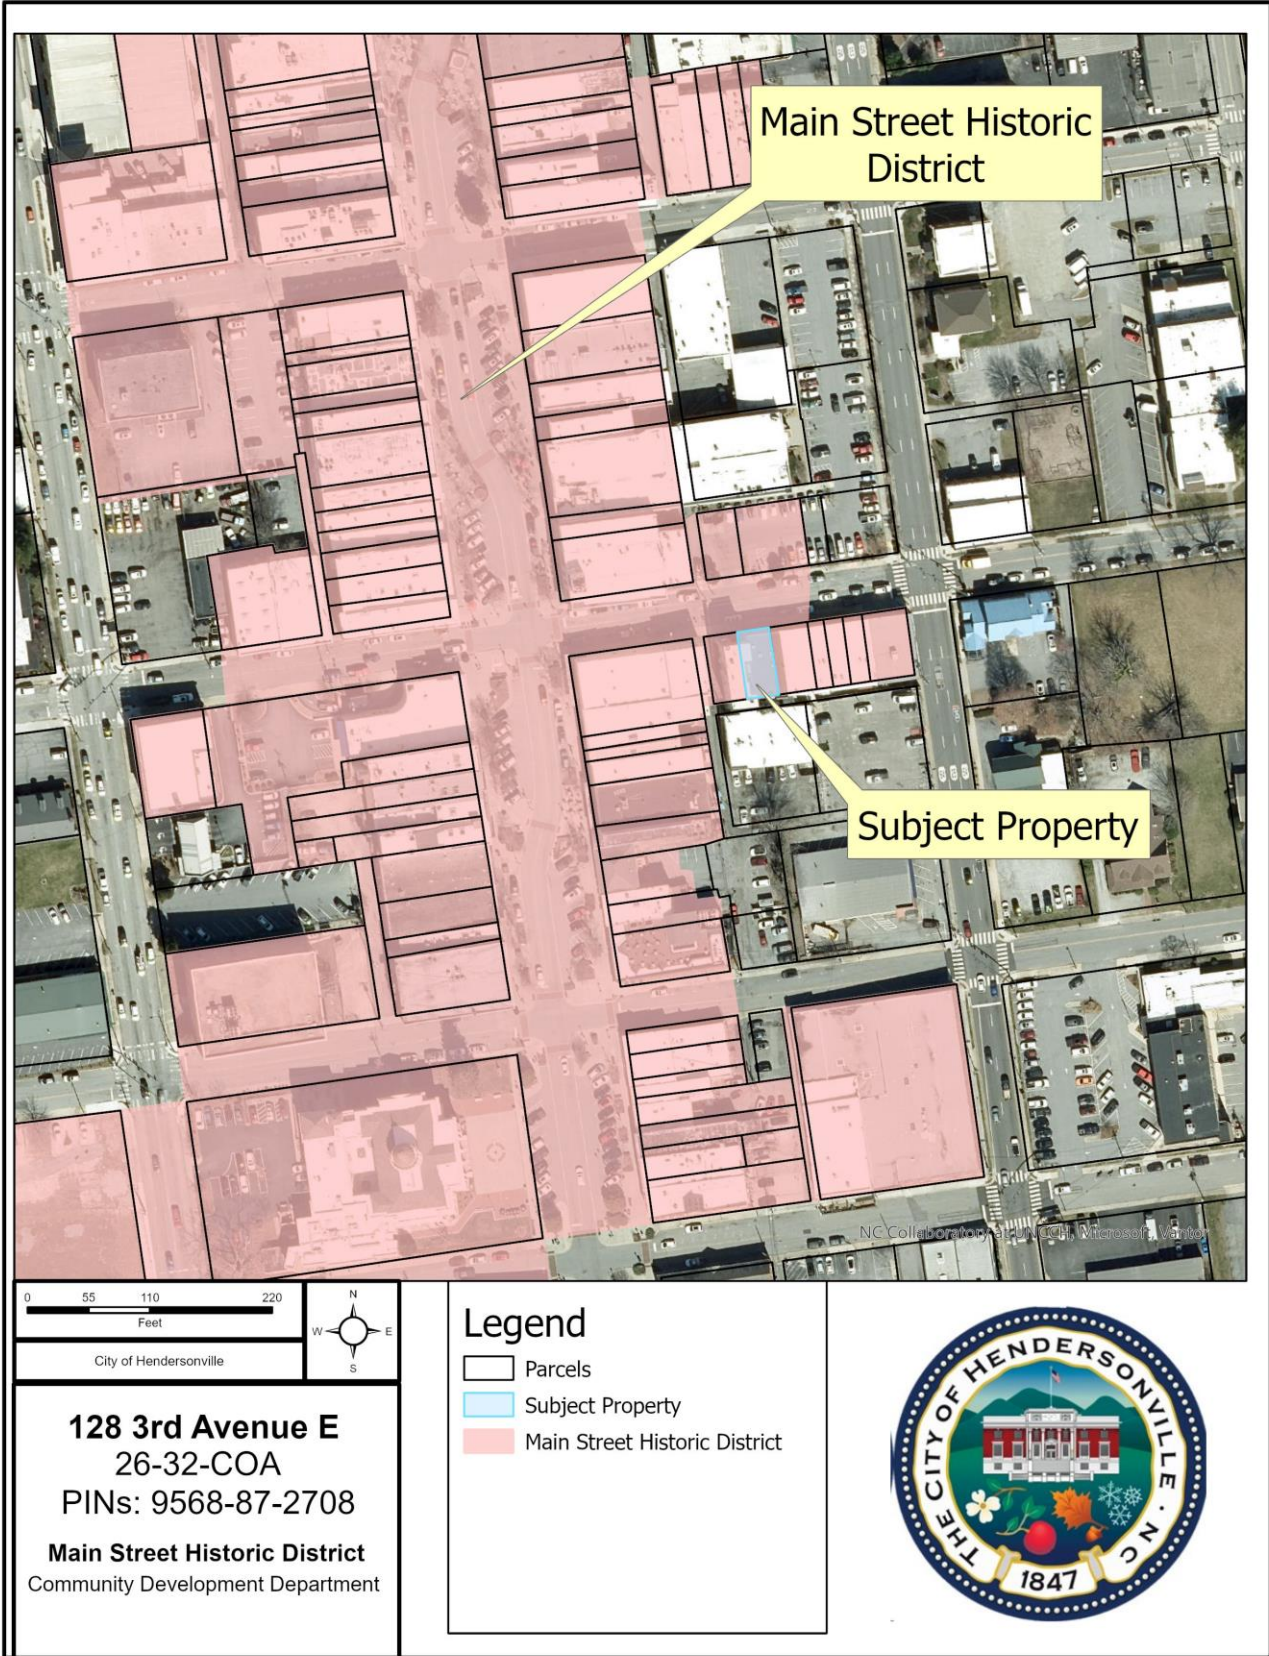 Main Street Historic
District
Subject Property
NC Collaboratory at UNCCH, Microsoft, Vantor
0 55 110 220
Feet
City of Hendersonville
N
W E
S
128 3rd Avenue E
26-32-COA
PINs: 9568-87-2708
Main Street Historic District
Community Development Department
Legend
Parcels
Subject Property
Main Street Historic District
THE CITY OF HENDERSONVILLE · NC
1847